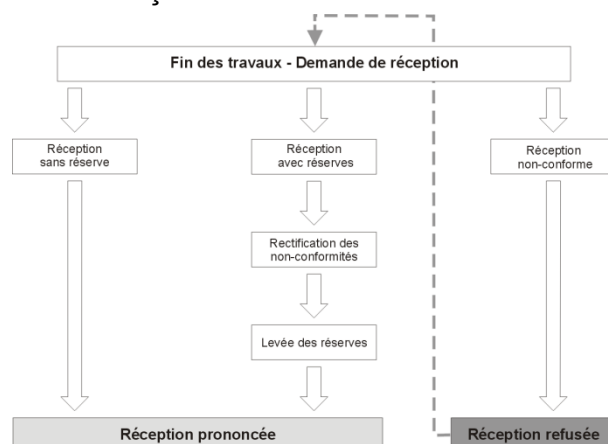 Fin des travaux - Demande de réception
Réception
sans réserve
Réception
avec réserves
Réception
non-conforme
Rectification des
non-conformités
Levée des réserves
Réception prononcée
Réception refusée